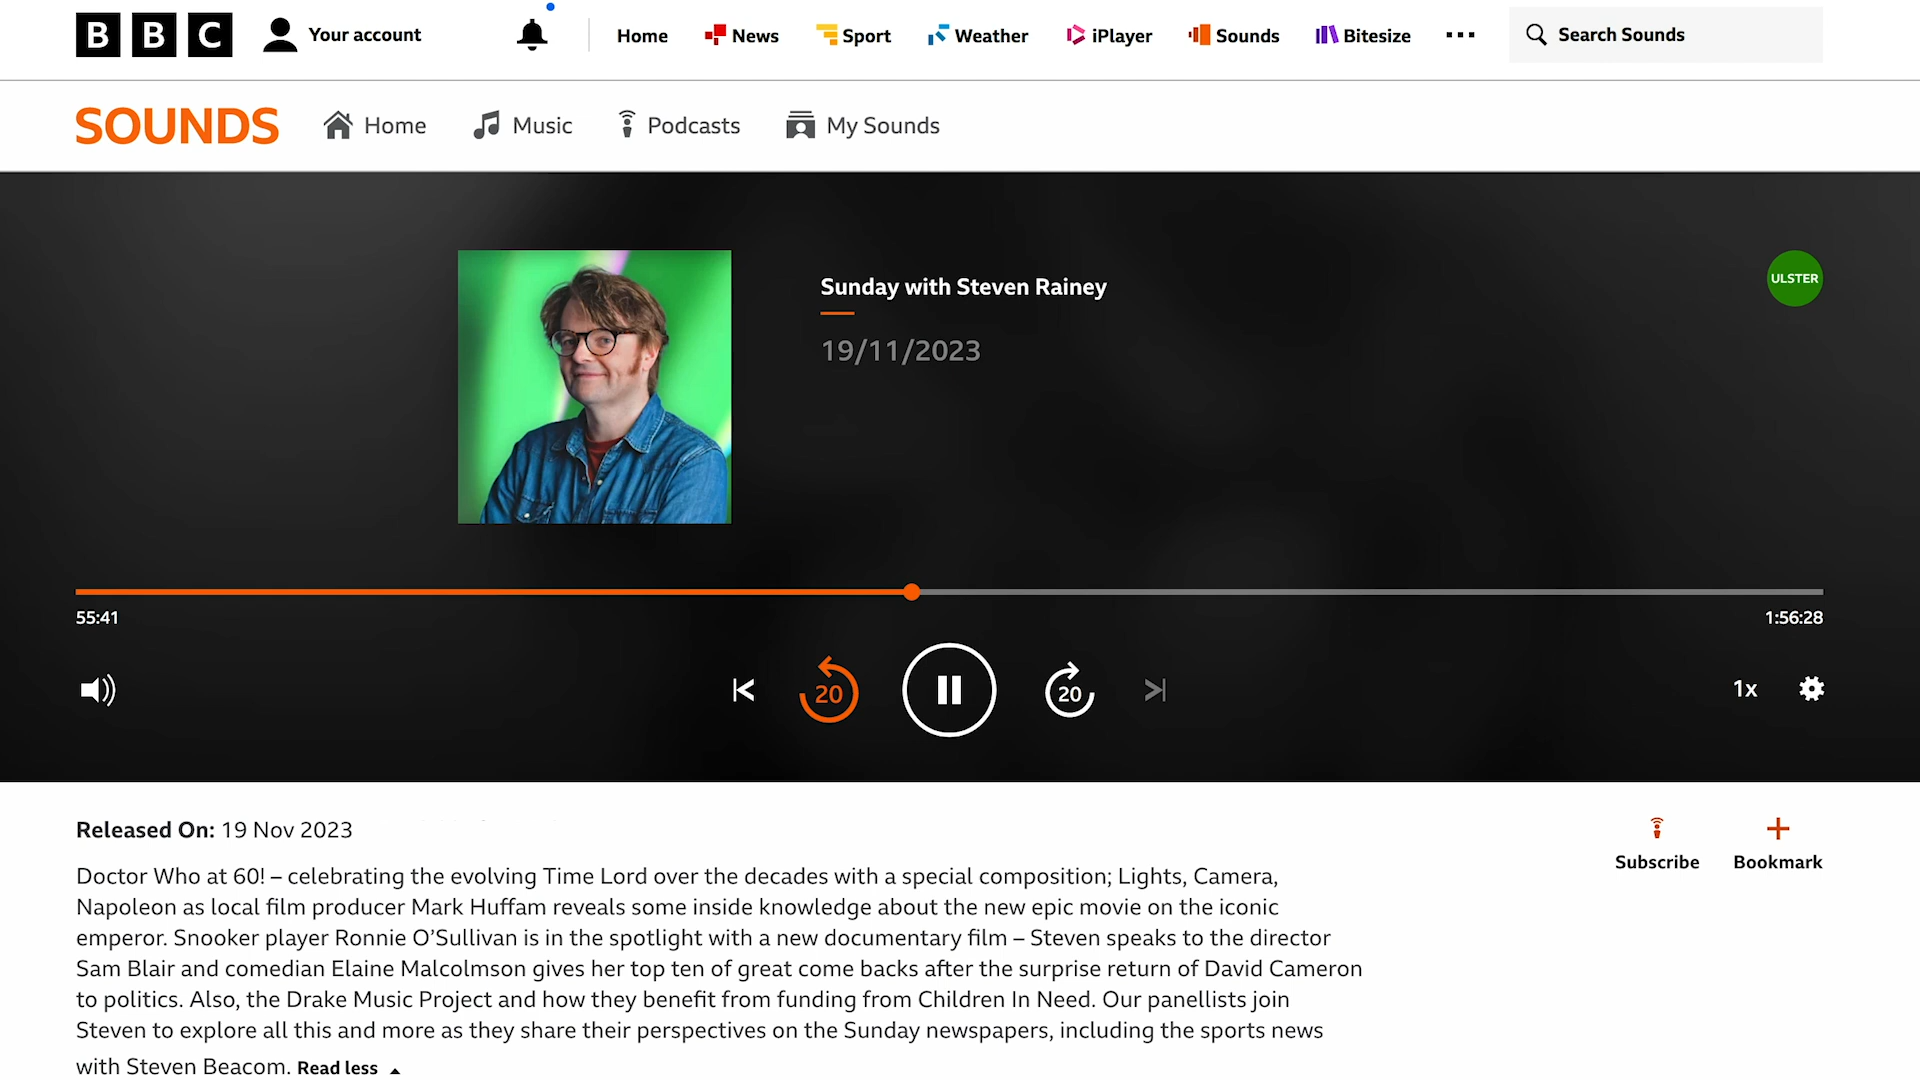 BBC
Your account
Home
News
Sport
Weather
iPlayer
Sounds
Bitesize
Search Sounds
SOUNDS
Home
Music
Podcasts
My Sounds
Sunday with Steven Rainey
ULSTER
19/11/2023
55:41
1:56:28
20
20
1x
Released On: 19 Nov 2023
Subscribe
Bookmark
Doctor Who at 60! – celebrating the evolving Time Lord over the decades with a special composition; Lights, Camera,
Napoleon as local film producer Mark Huffam reveals some inside knowledge about the new epic movie on the iconic
emperor. Snooker player Ronnie O’Sullivan is in the spotlight with a new documentary film – Steven speaks to the director
Sam Blair and comedian Elaine Malcolmson gives her top ten of great come backs after the surprise return of David Cameron
to politics. Also, the Drake Music Project and how they benefit from funding from Children In Need. Our panellists join
Steven to explore all this and more as they share their perspectives on the Sunday newspapers, including the sports news
with Steven Beacom. Read less